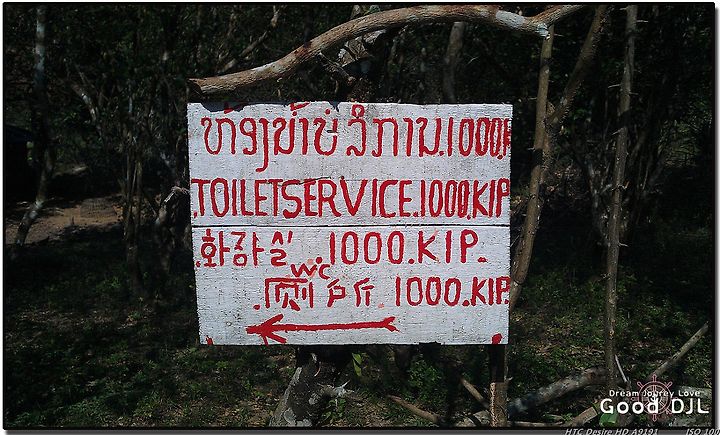 ຫ້ອງນ້ຳບໍລິການ.1000.K
.TOILETSERVICE.1000.KIP
.화장실 1000.KIP.
WC
.厕所 1000.KIP.
Dream Jourey Love
Good DJL
HTC Desire HD A9191 ISO 100